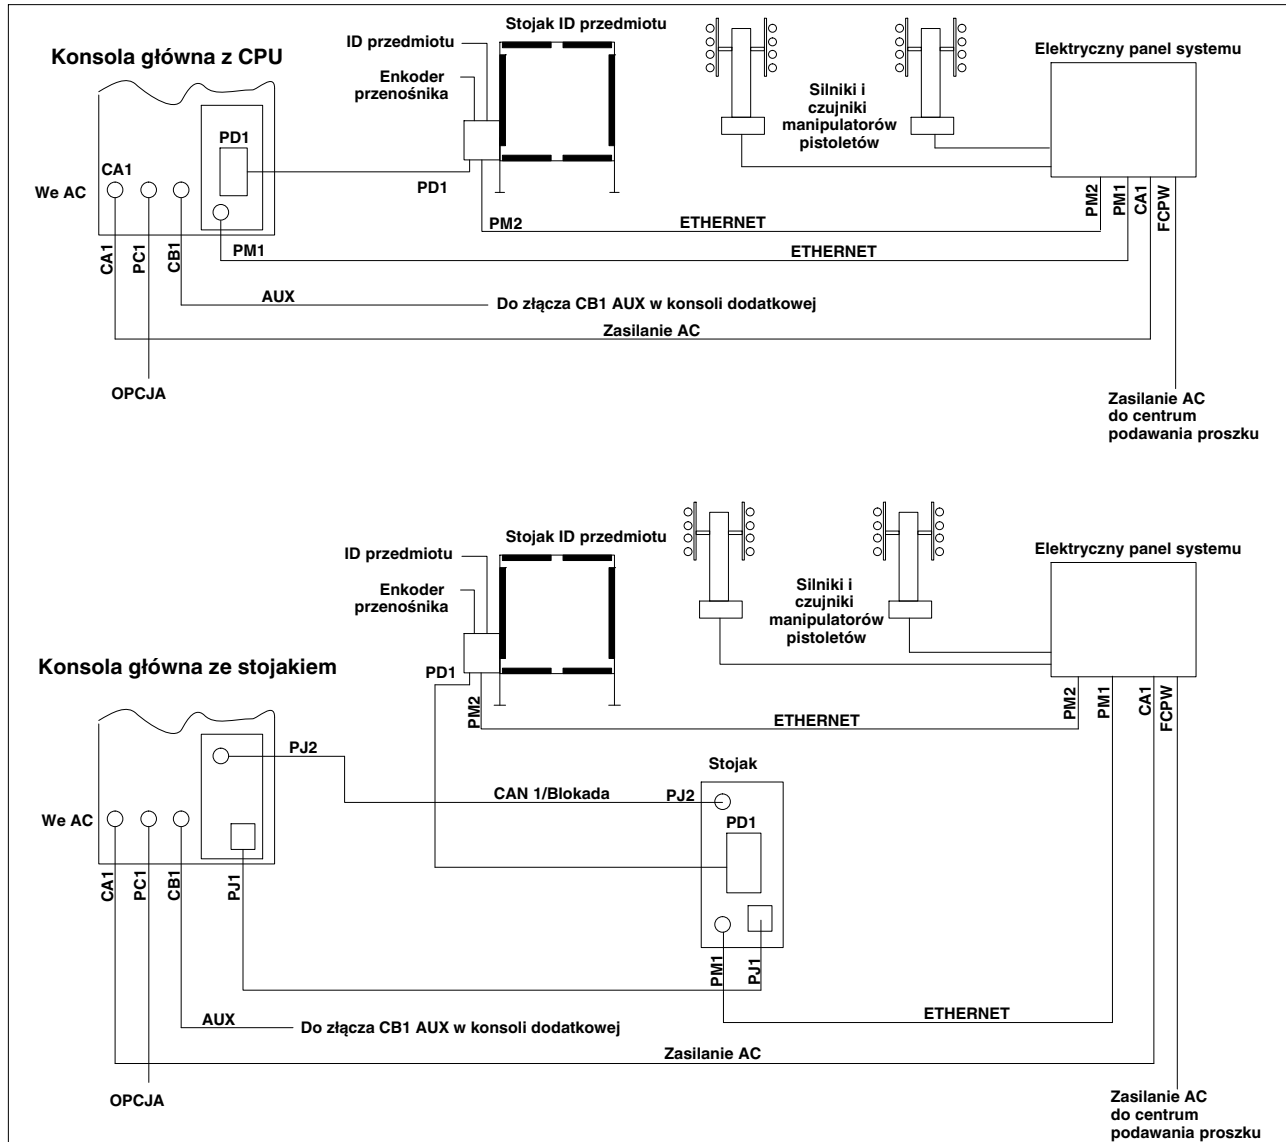 Stojak ID przedmiotu
ID przedmiotu
Konsola główna z CPU
Elektryczny panel systemu
Enkoder
przenośnika
Silniki i
czujniki
manipulatorów
pistoletów
PD1
CA1
We AC
PD1
PM2
PM1
CA1
FCPW
PM2
ETHERNET
CA1
PC1
CB1
PM1
ETHERNET
AUX
Do złącza CB1 AUX w konsoli dodatkowej
Zasilanie AC
OPCJA
Zasilanie AC
do centrum
podawania proszku
Stojak ID przedmiotu
ID przedmiotu
Elektryczny panel systemu
Enkoder
przenośnika
Silniki i
czujniki
manipulatorów
pistoletów
Konsola główna ze stojakiem
PD1
PM2
PM2
PM1
CA1
FCPW
ETHERNET
PJ2
Stojak
CAN 1/Blokada
PJ2
We AC
PD1
CA1
PC1
CB1
PJ1
PM1
PJ1
AUX
Do złącza CB1 AUX w konsoli dodatkowej
ETHERNET
Zasilanie AC
OPCJA
Zasilanie AC
do centrum
podawania proszku